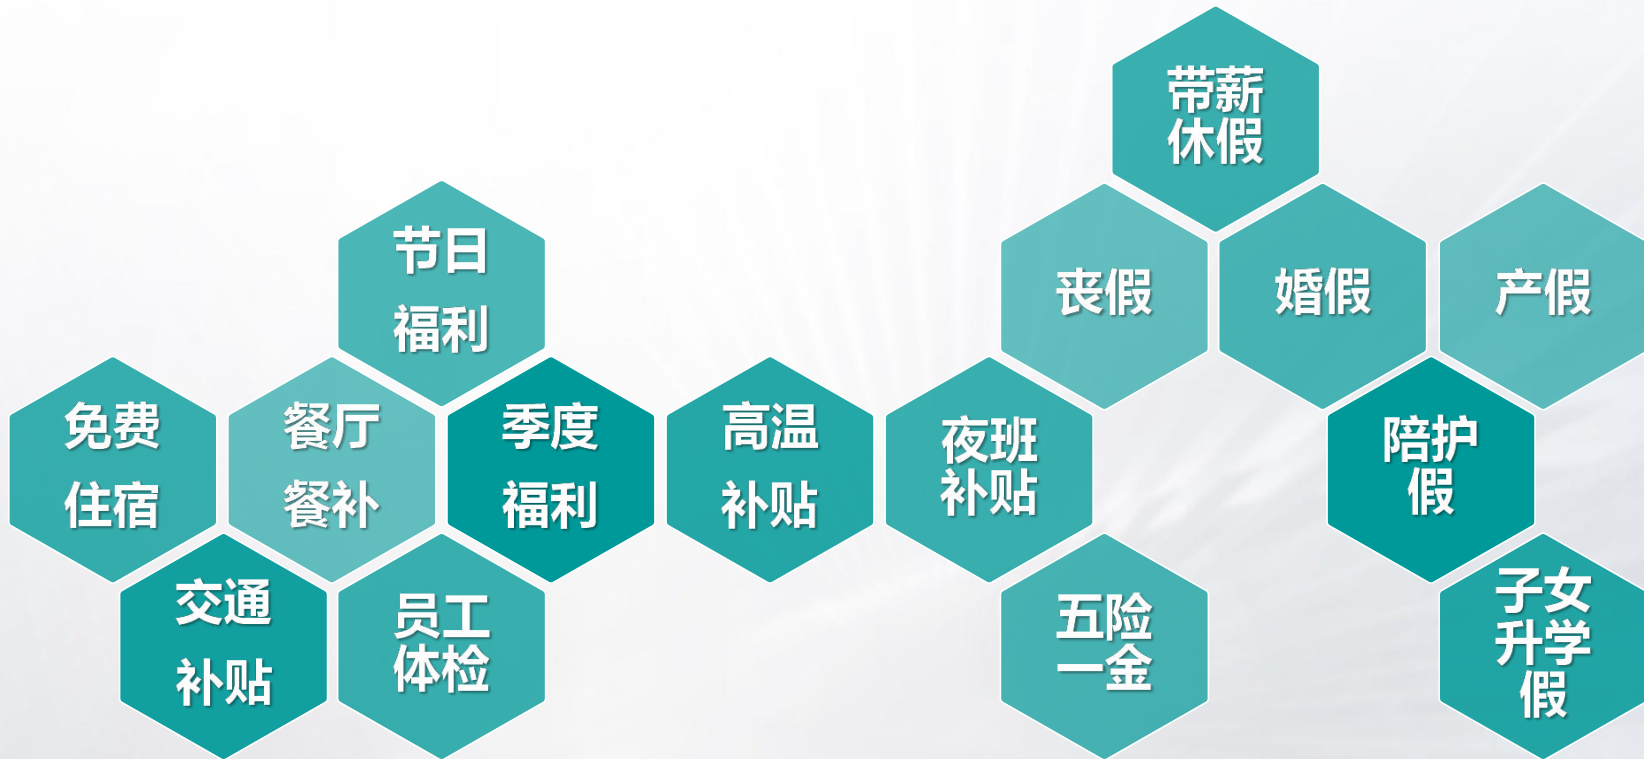 带薪
休假
节日
福利
丧假
婚假
产假
免费
住宿
餐厅
餐补
季度
福利
高温
补贴
夜班
补贴
陪护
假
交通
补贴
员工
体检
五险
一金
子女
升学
假